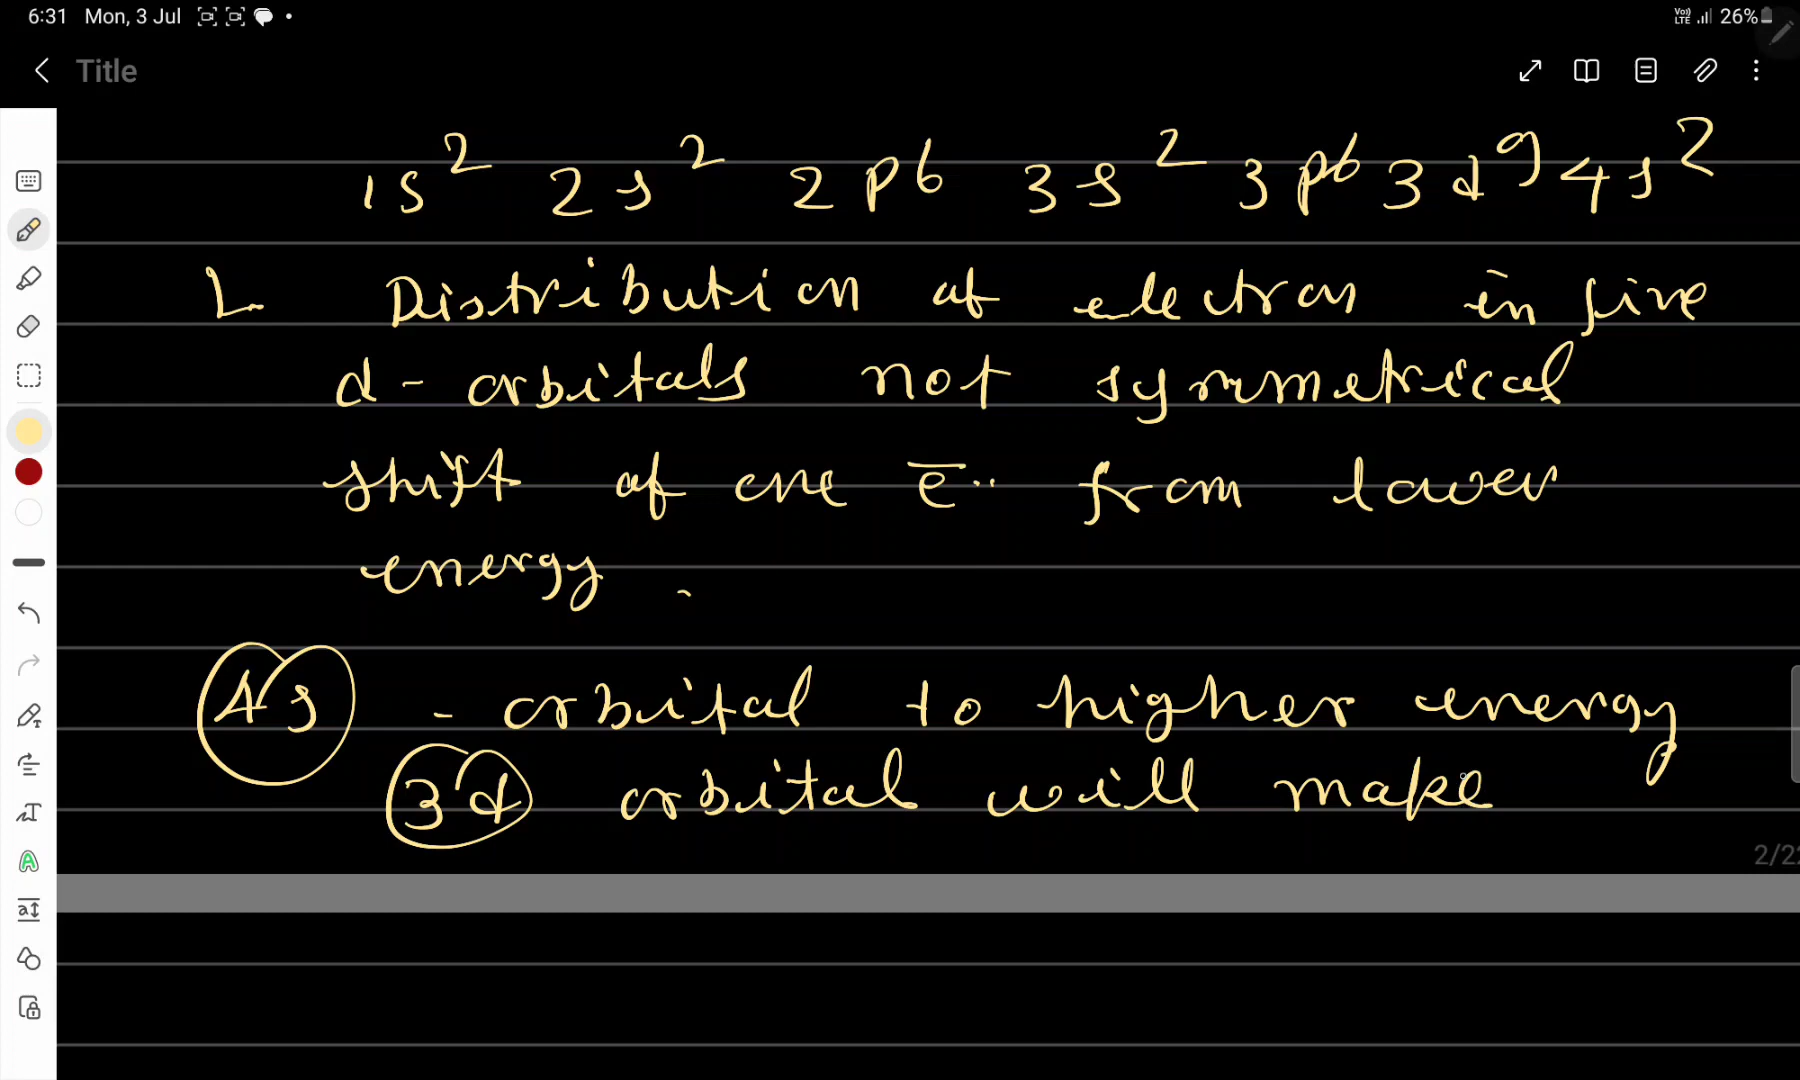 6:31 Mon, 3 Jul 26%
Title
1s² 2s² 2p6 3s² 3p6 3d⁹ 4s²
Distribution of electron in five
d - orbitals not symmetrical
shift of one e̅ from lower
energy.
4s - orbital to higher energy
3d orbital will make
2/22